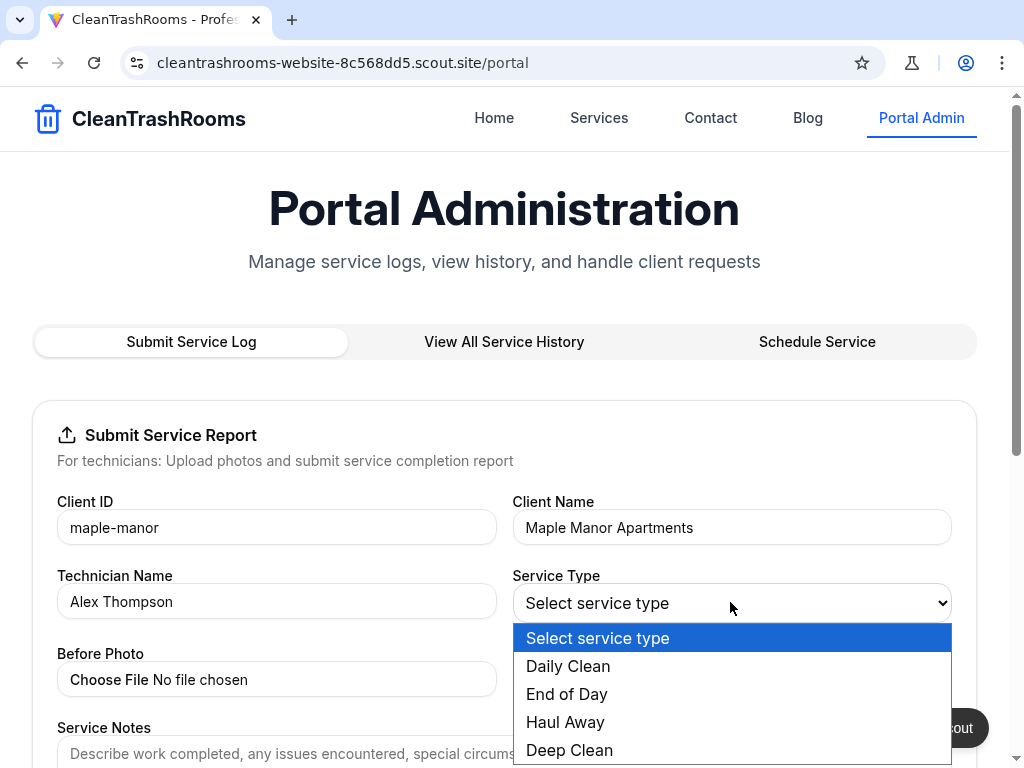 CleanTrashRooms - Profes
cleantrashrooms-website-8c568dd5.scout.site/portal
CleanTrashRooms
Home Services Contact Blog Portal Admin
Portal Administration
Manage service logs, view history, and handle client requests
Submit Service Log View All Service History Schedule Service
Submit Service Report
For technicians: Upload photos and submit service completion report
Client ID Client Name
maple-manor Maple Manor Apartments
Technician Name Service Type
Alex Thompson Select service type
Select service type
Before Photo
Daily Clean
Choose File No file chosen
End of Day
Haul Away
Service Notes
cout
Describe work completed, any issues encountered, special circums
Deep Clean